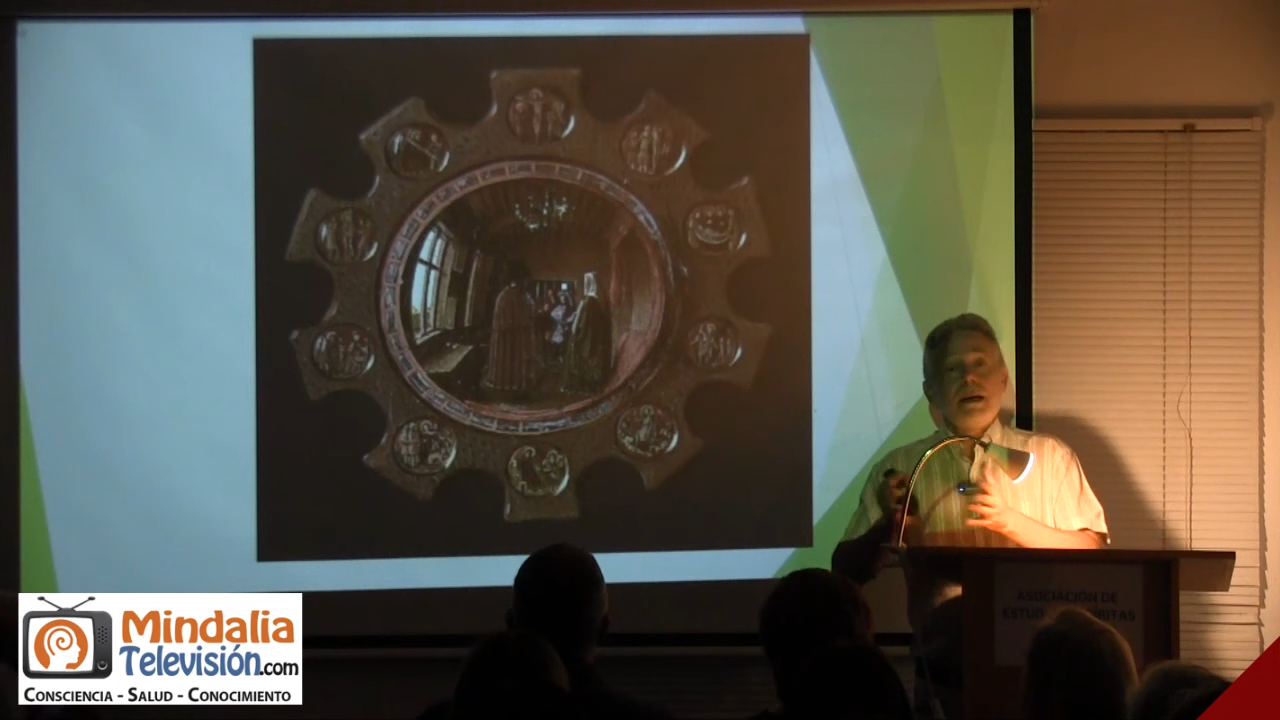 ASOCIACIÓN DE
Mindalia
Televisión.com
CONSCIENCIA - SALUD - CONOCIMIENTO